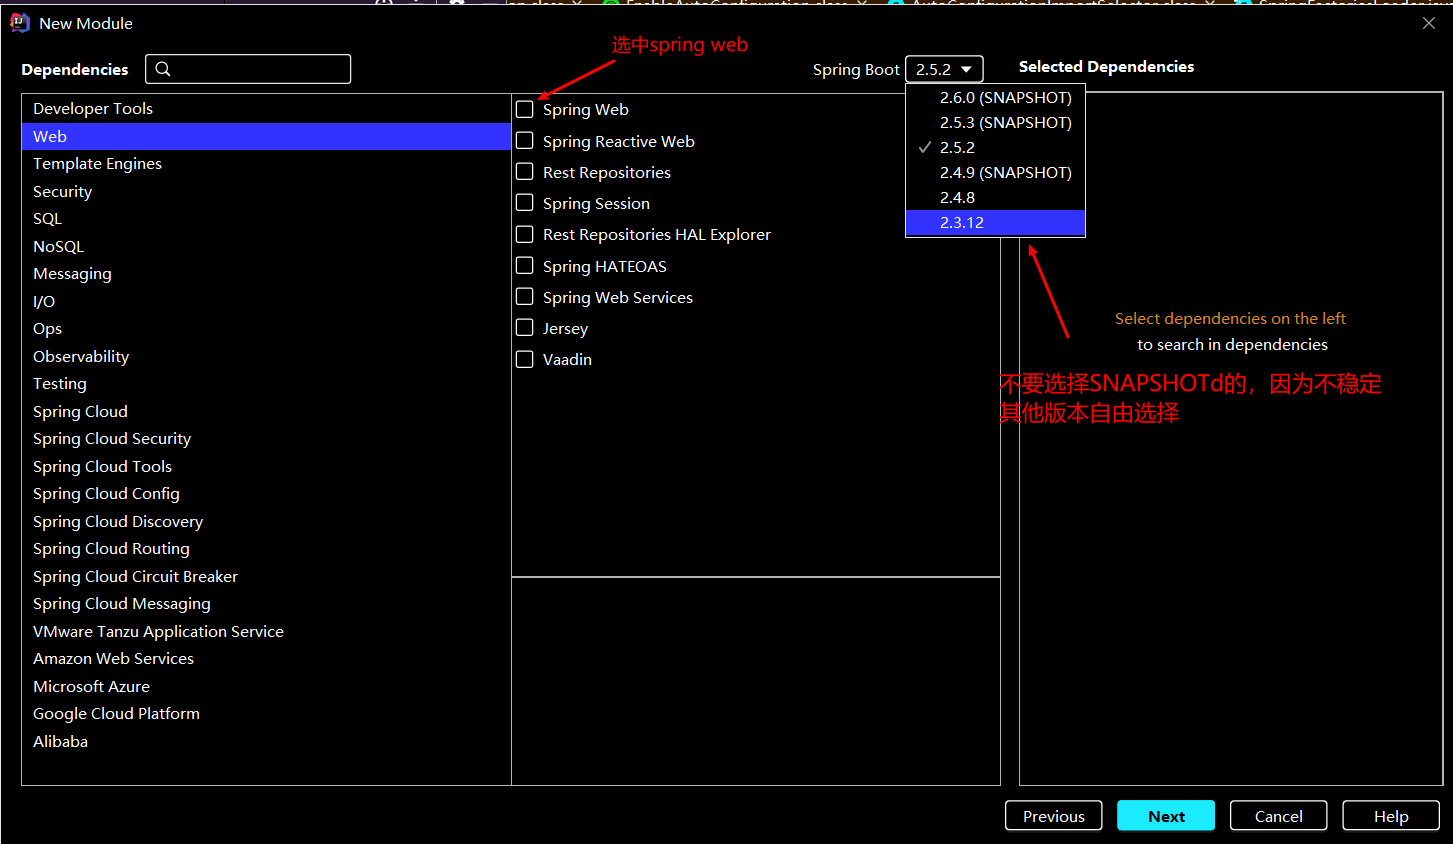 New Module
选中spring web
Dependencies
Spring Boot
2.5.2
Selected Dependencies
Developer Tools
Web
Template Engines
Security
SQL
NoSQL
Messaging
I/O
Ops
Observability
Testing
Spring Cloud
Spring Cloud Security
Spring Cloud Tools
Spring Cloud Config
Spring Cloud Discovery
Spring Cloud Routing
Spring Cloud Circuit Breaker
Spring Cloud Messaging
VMware Tanzu Application Service
Amazon Web Services
Microsoft Azure
Google Cloud Platform
Alibaba
Spring Web
Spring Reactive Web
Rest Repositories
Spring Session
Rest Repositories HAL Explorer
Spring HATEOAS
Spring Web Services
Jersey
Vaadin
2.6.0 (SNAPSHOT)
2.5.3 (SNAPSHOT)
2.5.2
2.4.9 (SNAPSHOT)
2.4.8
2.3.12
Select dependencies on the left
to search in dependencies
不要选择SNAPSHOTd的，因为不稳定
其他版本自由选择
Previous
Next
Cancel
Help